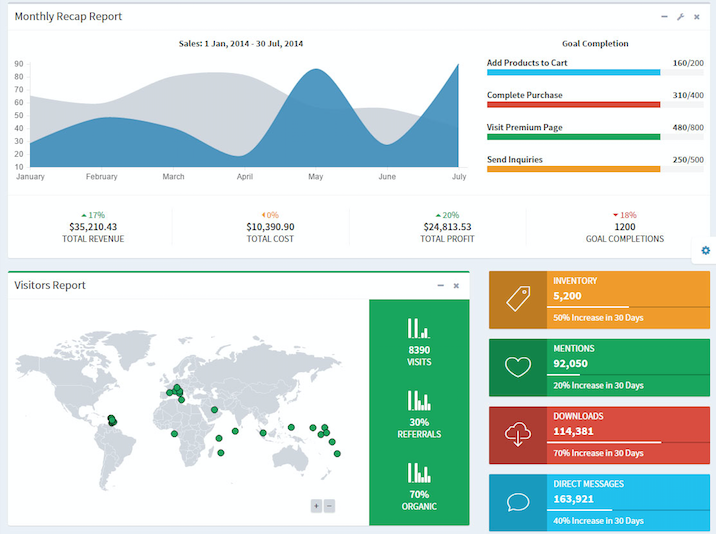 Monthly Recap Report
Sales: 1 Jan, 2014 - 30 Jul, 2014
90
80
70
60
50
40
30
20
10
January February March April May June July
Goal Completion
Add Products to Cart 160/200
Complete Purchase 310/400
Visit Premium Page 480/800
Send Inquiries 250/500
17%
$35,210.43
TOTAL REVENUE
0%
$10,390.90
TOTAL COST
20%
$24,813.53
TOTAL PROFIT
18%
1200
GOAL COMPLETIONS
Visitors Report
8390
VISITS
30%
REFERRALS
70%
ORGANIC
+ −
INVENTORY
5,200
50% Increase in 30 Days
MENTIONS
92,050
20% Increase in 30 Days
DOWNLOADS
114,381
70% Increase in 30 Days
DIRECT MESSAGES
163,921
40% Increase in 30 Days